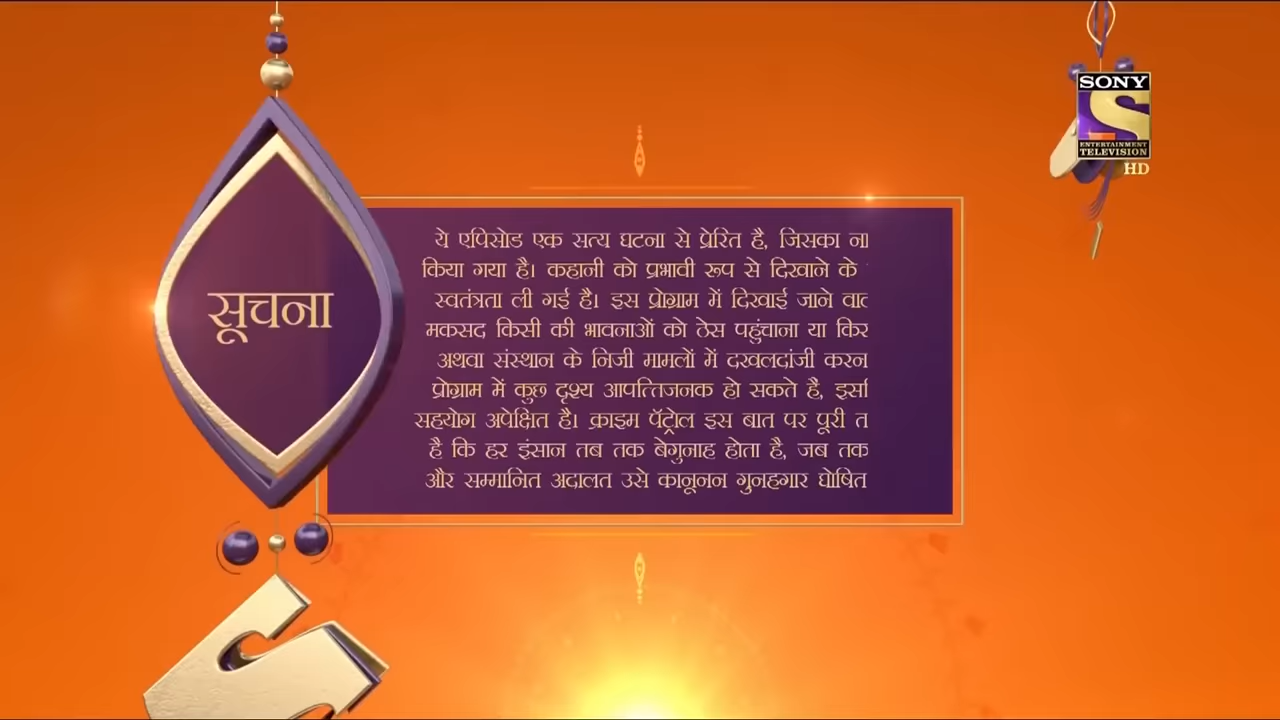 सूचना
ये एपिसोड एक सत्य घटना से प्रेरित है, जिसका ना
किया गया है। कहानी को प्रभावी रूप से दिखाने के
स्वतंत्रता ली गई है। इस प्रोग्राम में दिखाई जाने
मकसद किसी की भावनाओं को ठेस पहुंचाना या किर
अथवा संस्थान के निजी मामलों में दखलदांजी करन
प्रोग्राम में कुछ दृश्य आपत्तिजनक हो सकते हैं,
सहयोग अपेक्षित है। क्राइम पॅट्रोल इस बात पर पूरी त
है कि हर इंसान तब तक बेगुनाह होता है, जब तक
और सम्मानित अदालत उसे कानूनन गुनहगार घोषित
SONY
ENTERTAINMENT
TELEVISION
HD